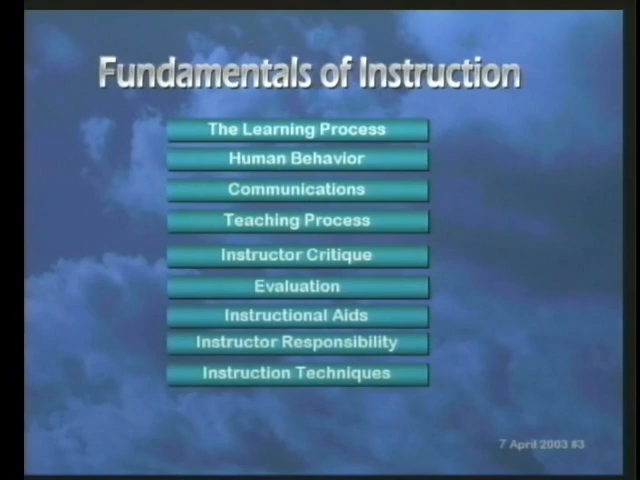 Fundamentals of Instruction
The Learning Process
Human Behavior
Communications
Teaching Process
Instructor Critique
Evaluation
Instructional Aids
Instructor Responsibility
Instruction Techniques
7 April 2003 #3